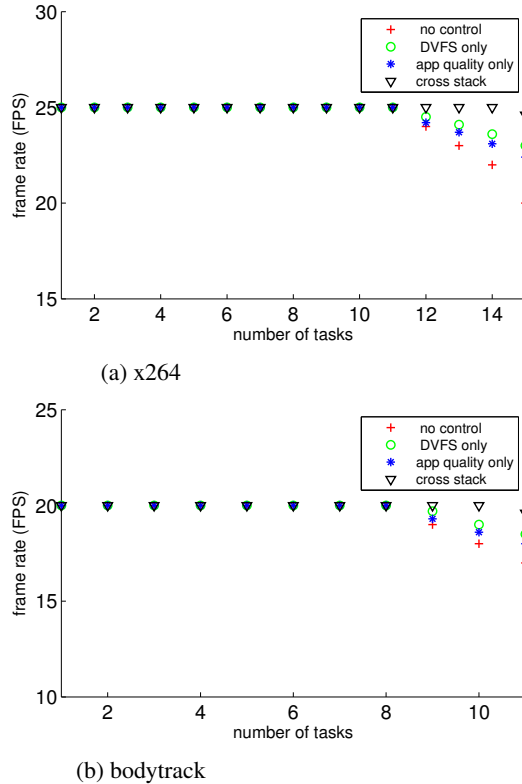 30
25
20
15
frame rate (FPS)
no control
DVFS only
app quality only
cross stack
2 4 6 8 10 12 14
number of tasks
(a) x264
25
20
15
10
frame rate (FPS)
no control
DVFS only
app quality only
cross stack
2 4 6 8 10
number of tasks
(b) bodytrack